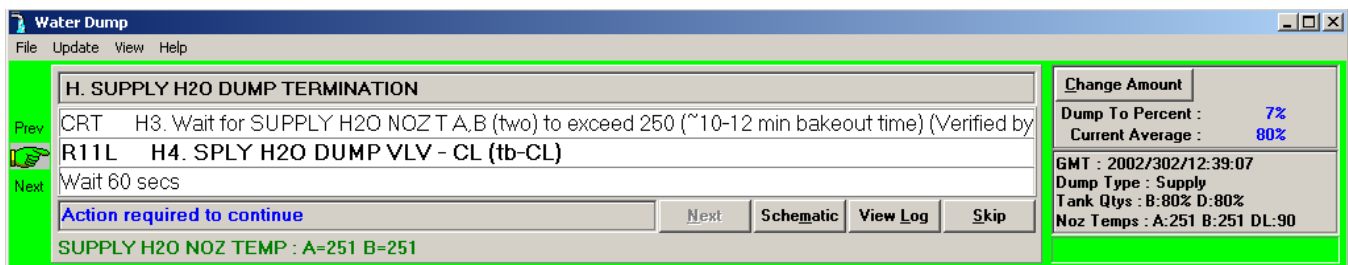 Water Dump
File Update View Help
H. SUPPLY H2O DUMP TERMINATION
Prev
CRT H3. Wait for SUPPLY H2O NOZ T A,B (two) to exceed 250 (~10-12 min bakeout time) (Verified by
R11L H4. SPLY H2O DUMP VLV - CL (tb-CL)
Next
Wait 60 secs
Action required to continue
Next Schematic View Log Skip
SUPPLY H2O NOZ TEMP : A=251 B=251
Change Amount
Dump To Percent : 7%
Current Average : 80%
GMT : 2002/302/12:39:07
Dump Type : Supply
Tank Qtys : B:80% D:80%
Noz Temps : A:251 B:251 DL:90